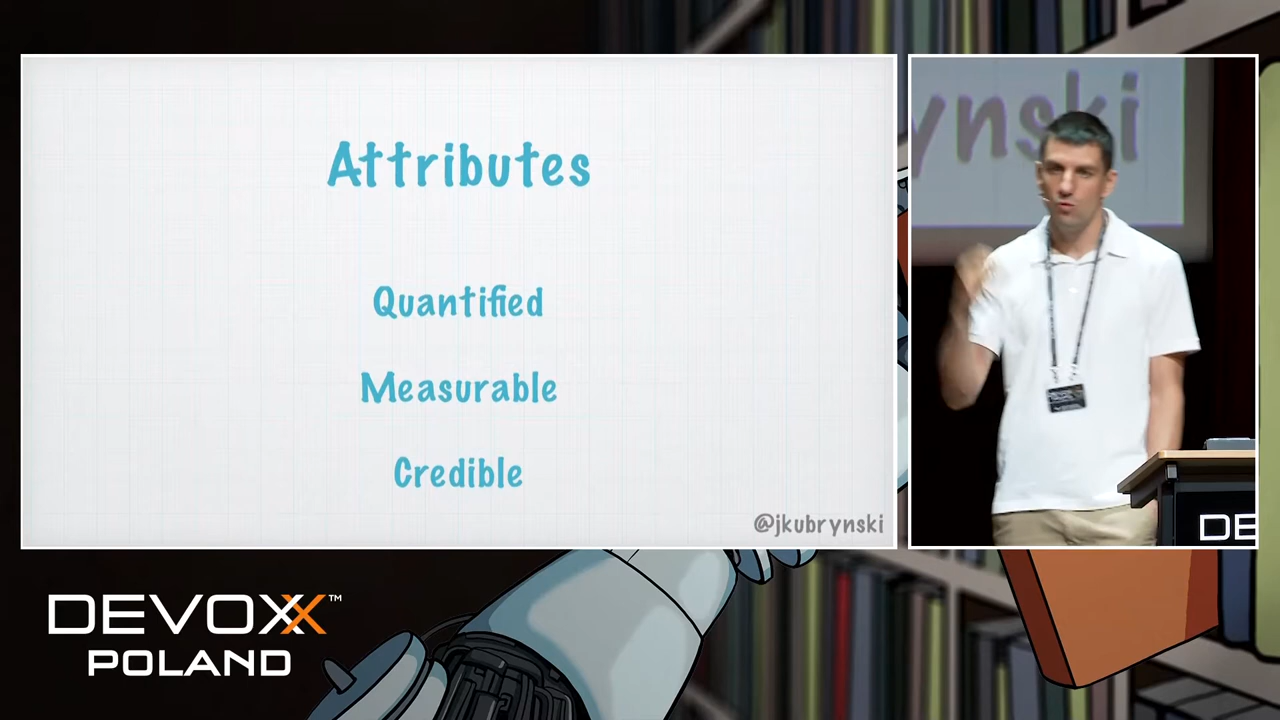 Attributes
Quantified
Measurable
Credible
@jkubrynski
ynski
DE
DEVOXX™
POLAND